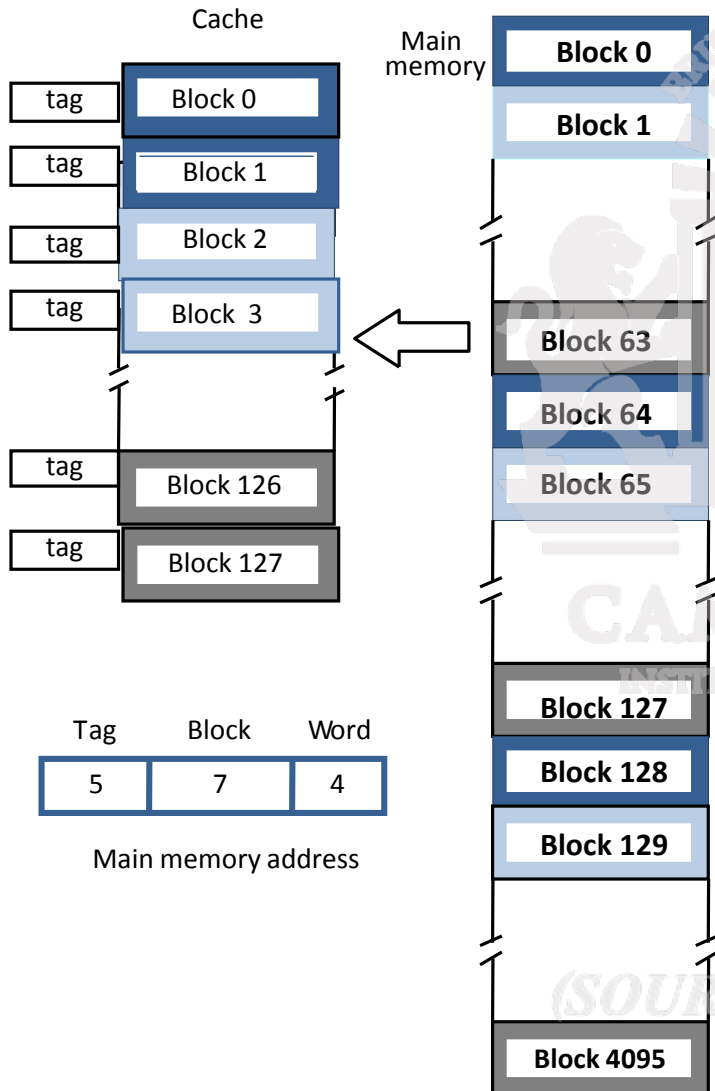 Cache
tag
Block 0
tag
Block 1
tag
Block 2
tag
Block 3
tag
Block 126
tag
Block 127
Main
memory
Block 0
Block 1
Block 63
Block 64
Block 65
Block 127
Block 128
Block 129
Block 4095
Tag Block Word
5 7 4
Main memory address
(SOUR